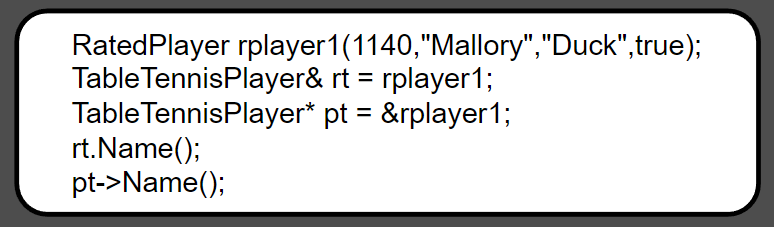 RatedPlayer rplayer1(1140,"Mallory","Duck",true);
TableTennisPlayer& rt = rplayer1;
TableTennisPlayer* pt = &rplayer1;
rt.Name();
pt->Name();